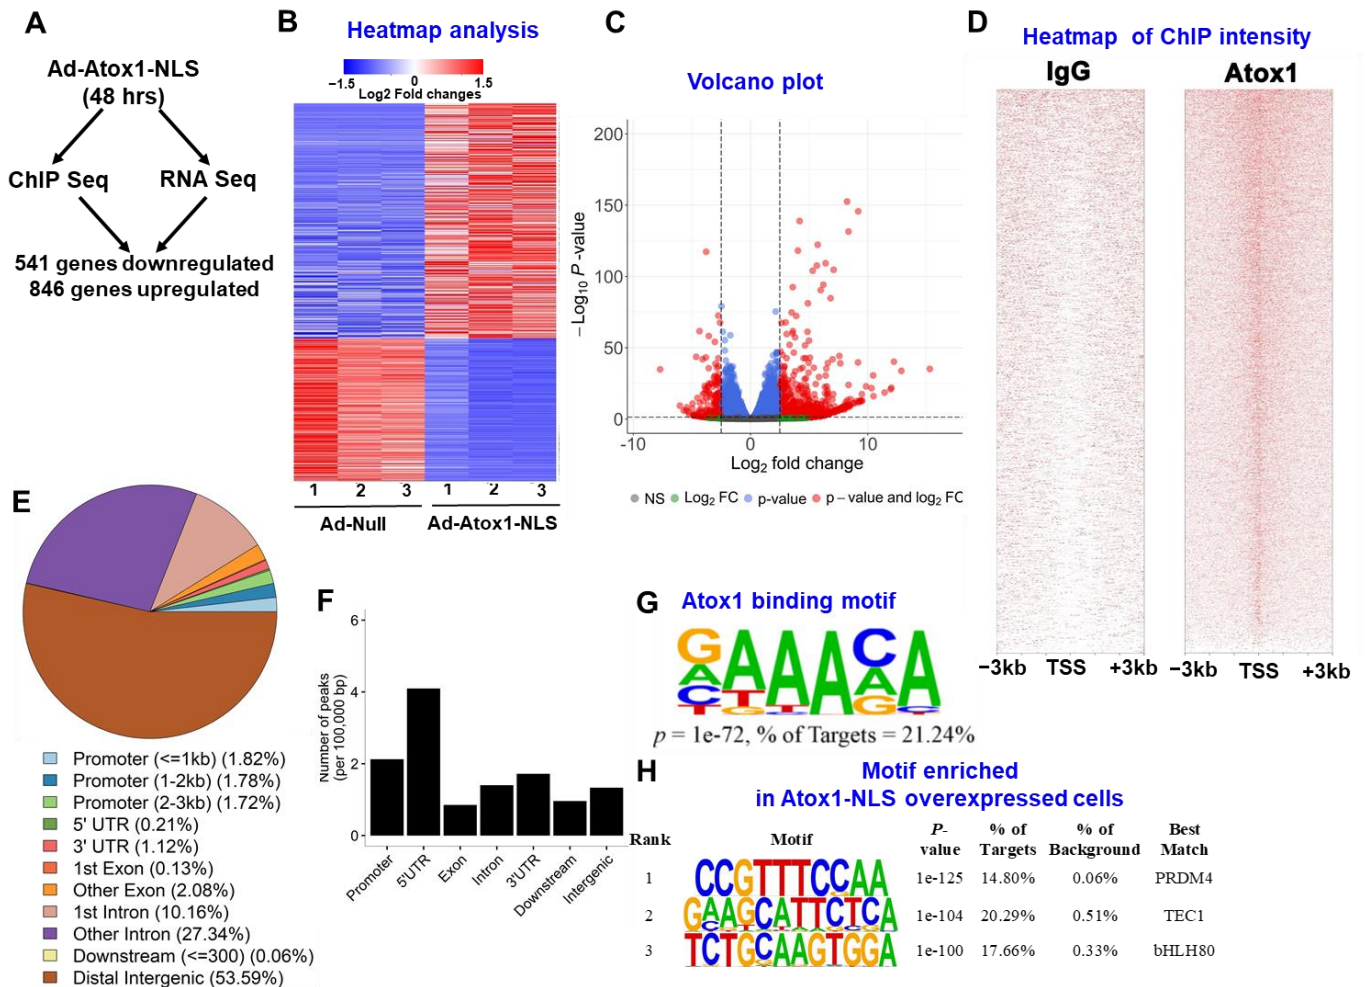 A
Ad-Atox1-NLS
(48 hrs)
ChIP Seq
RNA Seq
541 genes downregulated
846 genes upregulated
B
Heatmap analysis
−1.5 0 1.5
Log2 Fold changes
1 2 3 1 2 3
Ad-Null Ad-Atox1-NLS
C
Volcano plot
200
150
100
50
0
−Log10 P-value
-10 0 10
Log2 fold change
NS Log2 FC p-value p−value and log2 FC
D
Heatmap of ChIP intensity
IgG Atox1
−3kb TSS +3kb −3kb TSS +3kb
E
Promoter (<=1kb) (1.82%)
Promoter (1-2kb) (1.78%)
Promoter (2-3kb) (1.72%)
5' UTR (0.21%)
3' UTR (1.12%)
1st Exon (0.13%)
Other Exon (2.08%)
1st Intron (10.16%)
Other Intron (27.34%)
Downstream (<=300) (0.06%)
Distal Intergenic (53.59%)
F
Number of peaks
(per 100,000 bp)
6
4
2
0
Promoter
5'UTR
Exon
Intron
3'UTR
Downstream
Intergenic
G
Atox1 binding motif
GAAACA
p = 1e-72, % of Targets = 21.24%
H
Motif enriched
in Atox1-NLS overexpressed cells
Rank Motif P-value % of Targets % of Background Best Match
1 CCGTTTCCAA 1e-125 14.80% 0.06% PRDM4
2 GAAGCATTCTCA 1e-104 20.29% 0.51% TEC1
3 TCTGCAAGTGGA 1e-100 17.66% 0.33% bHLH80